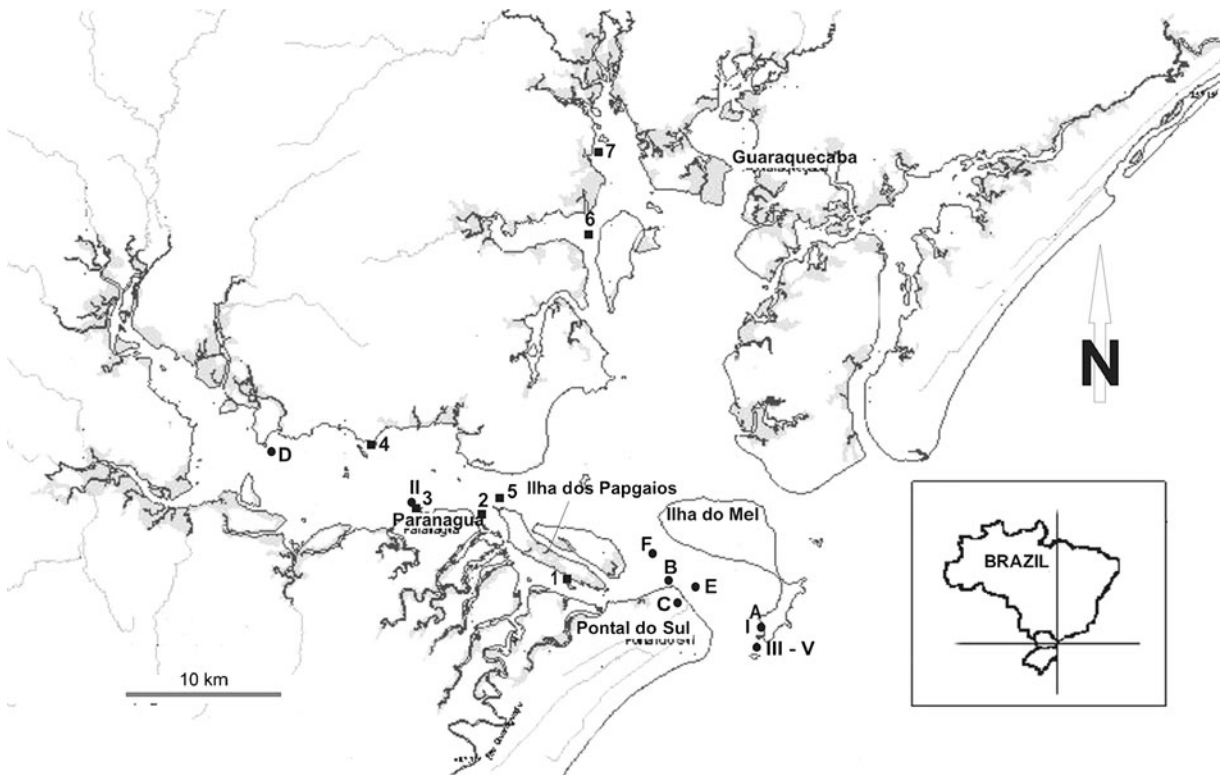 Guaraquecaba
7
6
N
4
D
II
3
Paranagua
2
5
Ilha dos Papgaios
Ilha do Mel
F
B
E
1
C
A
I
III - V
Pontal do Sul
10 km
BRAZIL